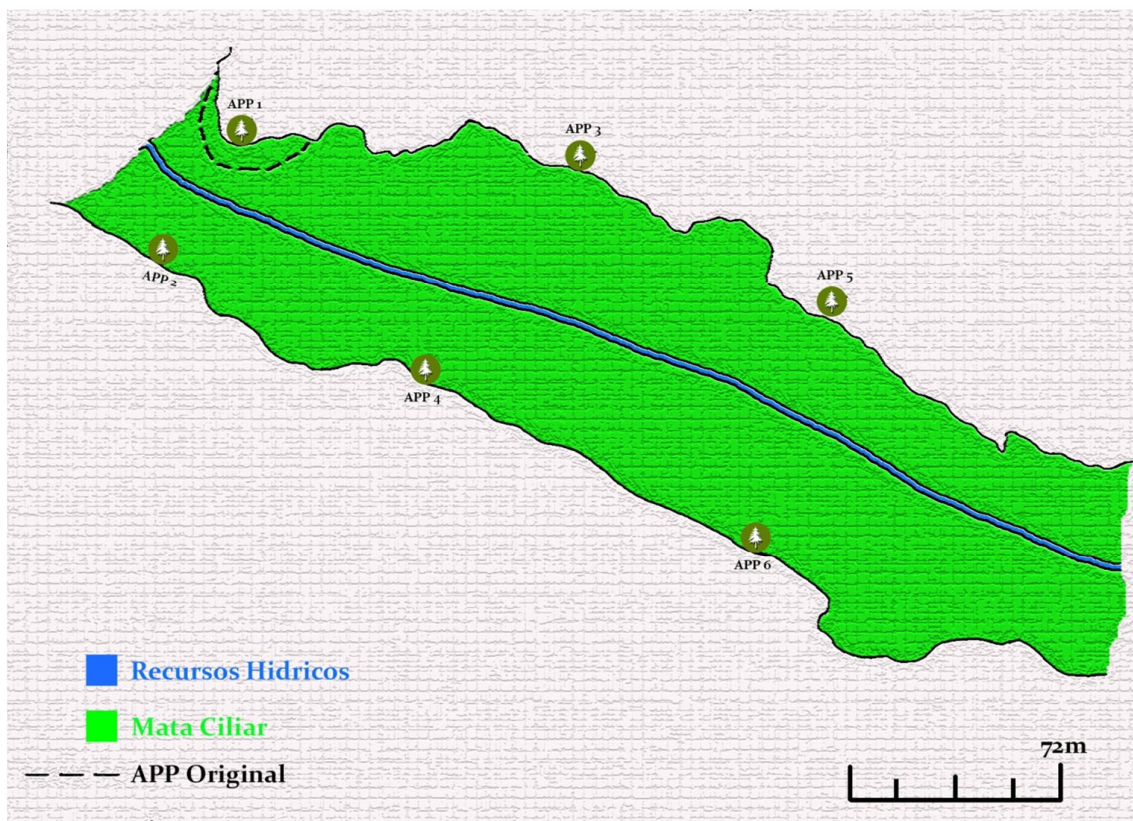 APP 1
APP 3
APP 2
APP 5
APP 4
APP 6
Recursos Hidricos
Mata Ciliar
APP Original
72m